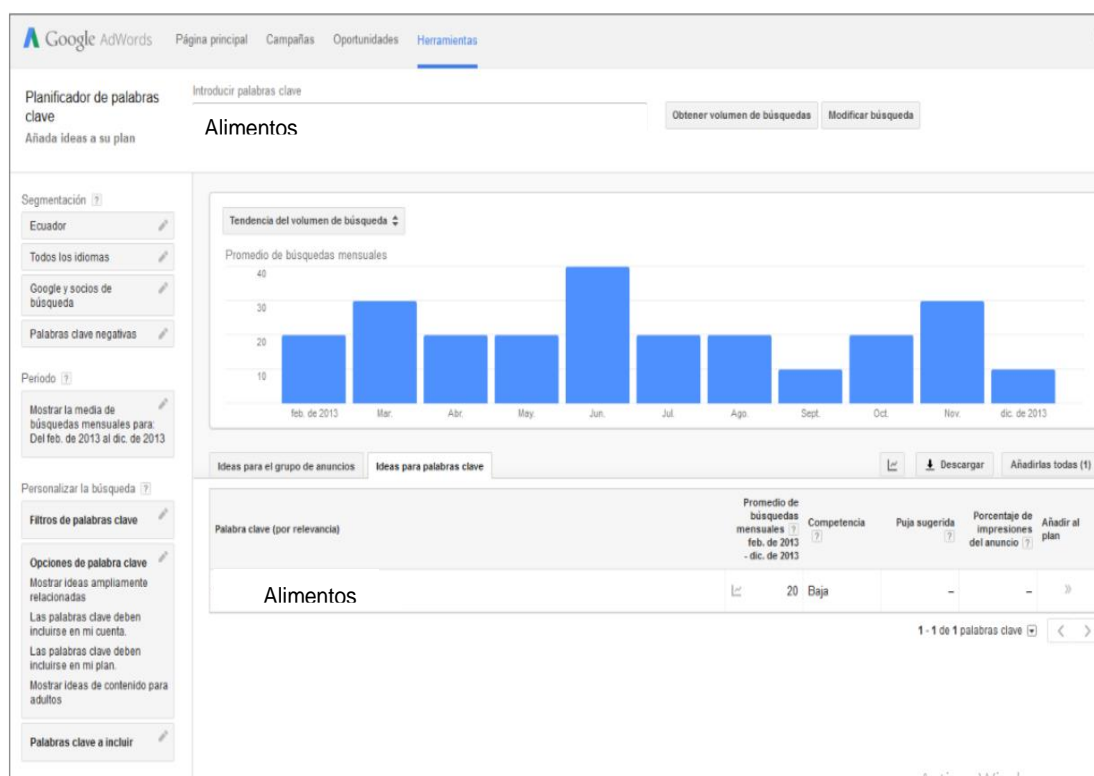 Google AdWords Página principal Campañas Oportunidades Herramientas
Planificador de palabras
clave
Añada ideas a su plan
Introducir palabras clave
Alimentos
Obtener volumen de búsquedas Modificar búsqueda
Segmentación ?
Ecuador
Todos los idiomas
Google y socios de
búsqueda
Palabras clave negativas
Periodo ?
Mostrar la media de
búsquedas mensuales para:
Del feb. de 2013 al dic. de 2013
Personalizar la búsqueda ?
Filtros de palabras clave
Opciones de palabra clave
Mostrar ideas ampliamente
relacionadas
Las palabras clave deben
incluirse en mi cuenta.
Las palabras clave deben
incluirse en mi plan.
Mostrar ideas de contenido para
adultos
Palabras clave a incluir
Tendencia del volumen de búsqueda
Promedio de búsquedas mensuales
40
30
20
10
feb. de 2013 Mar. Abr. May. Jun. Jul. Ago. Sept. Oct. Nov. dic. de 2013
Ideas para el grupo de anuncios Ideas para palabras clave
Descargar Añadirlas todas (1)
Palabra clave (por relevancia)
Promedio de
búsquedas
mensuales ?
feb. de 2013
- dic. de 2013
Competencia
?
Puja sugerida
?
Porcentaje de
impresiones
del anuncio ?
Añadir al
plan
Alimentos 20 Baja – – »
1 - 1 de 1 palabras clave